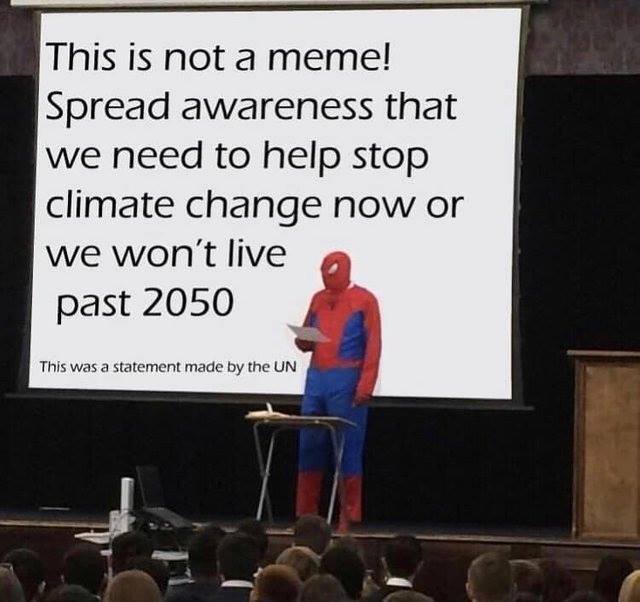 This is not a meme!
Spread awareness that
we need to help stop
climate change now or
we won't live
past 2050
This was a statement made by the UN